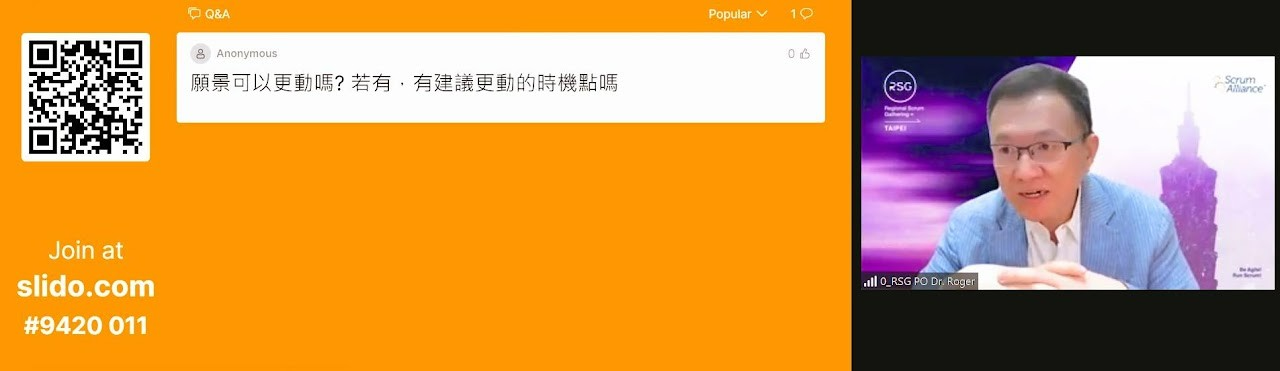 Q&A
Popular
1
Anonymous
0
願景可以更動嗎? 若有，有建議更動的時機點嗎
Join at
slido.com
#9420 011
RSG
Regional Scrum
Gathering
TAIPEI
Scrum
Alliance
Be Agile!
Run Scrum!
0_RSG PO Dr. Roger